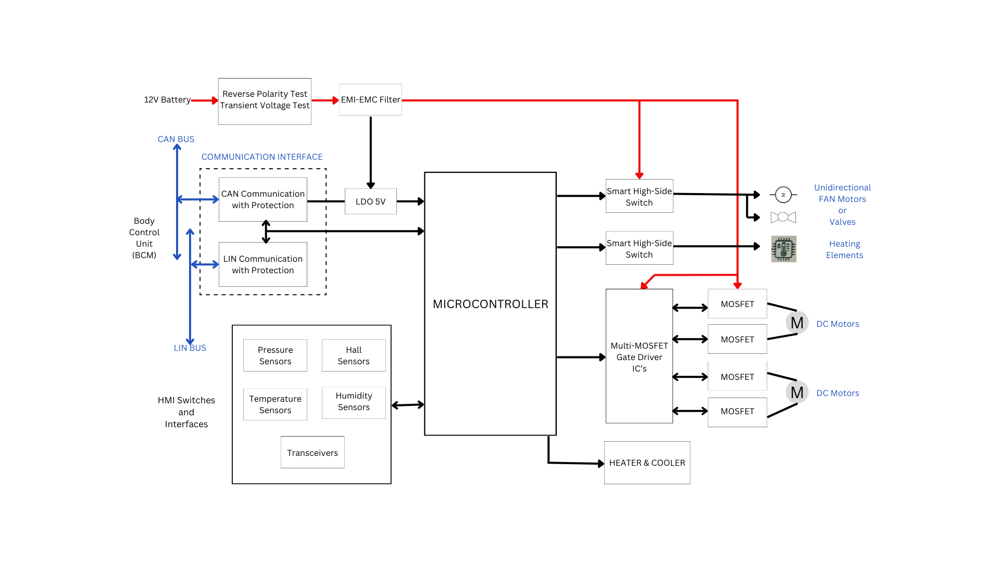 12V Battery
Reverse Polarity Test
Transient Voltage Test
EMI-EMC Filter
CAN BUS
COMMUNICATION INTERFACE
CAN Communication
with Protection
LDO 5V
Body
Control
Unit
(BCM)
LIN Communication
with Protection
LIN BUS
MICROCONTROLLER
Smart High-Side
Switch
M
Unidirectional
FAN Motors
or
Valves
Smart High-Side
Switch
Heating
Elements
Multi-MOSFET
Gate Driver
IC's
MOSFET
MOSFET
M
DC Motors
MOSFET
MOSFET
M
DC Motors
HMI Switches
and
Interfaces
Pressure
Sensors
Hall
Sensors
Temperature
Sensors
Humidity
Sensors
Transceivers
HEATER & COOLER